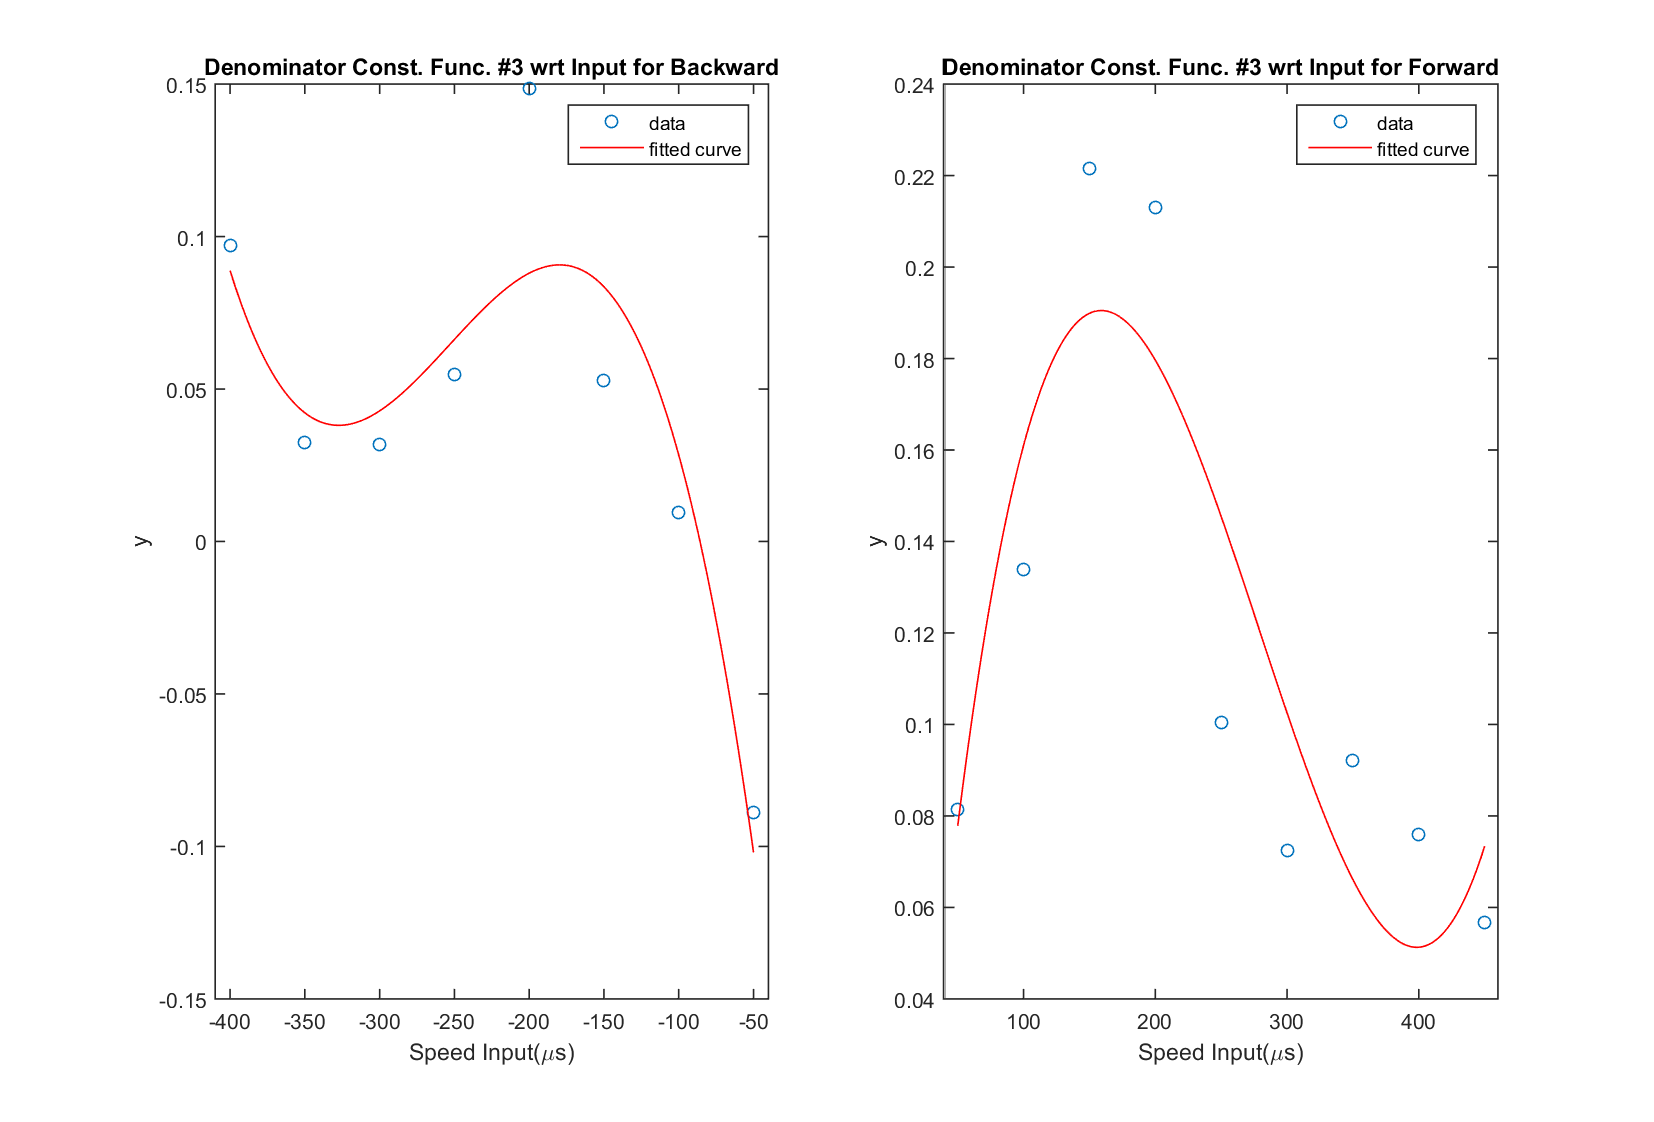 Denominator Const. Func. #3 wrt Input for Backward
data
fitted curve
0.15
0.1
0.05
0
-0.05
-0.1
-0.15
y
-400 -350 -300 -250 -200 -150 -100 -50
Speed Input(μs)
Denominator Const. Func. #3 wrt Input for Forward
data
fitted curve
0.24
0.22
0.2
0.18
0.16
0.14
0.12
0.1
0.08
0.06
0.04
y
100 200 300 400
Speed Input(μs)